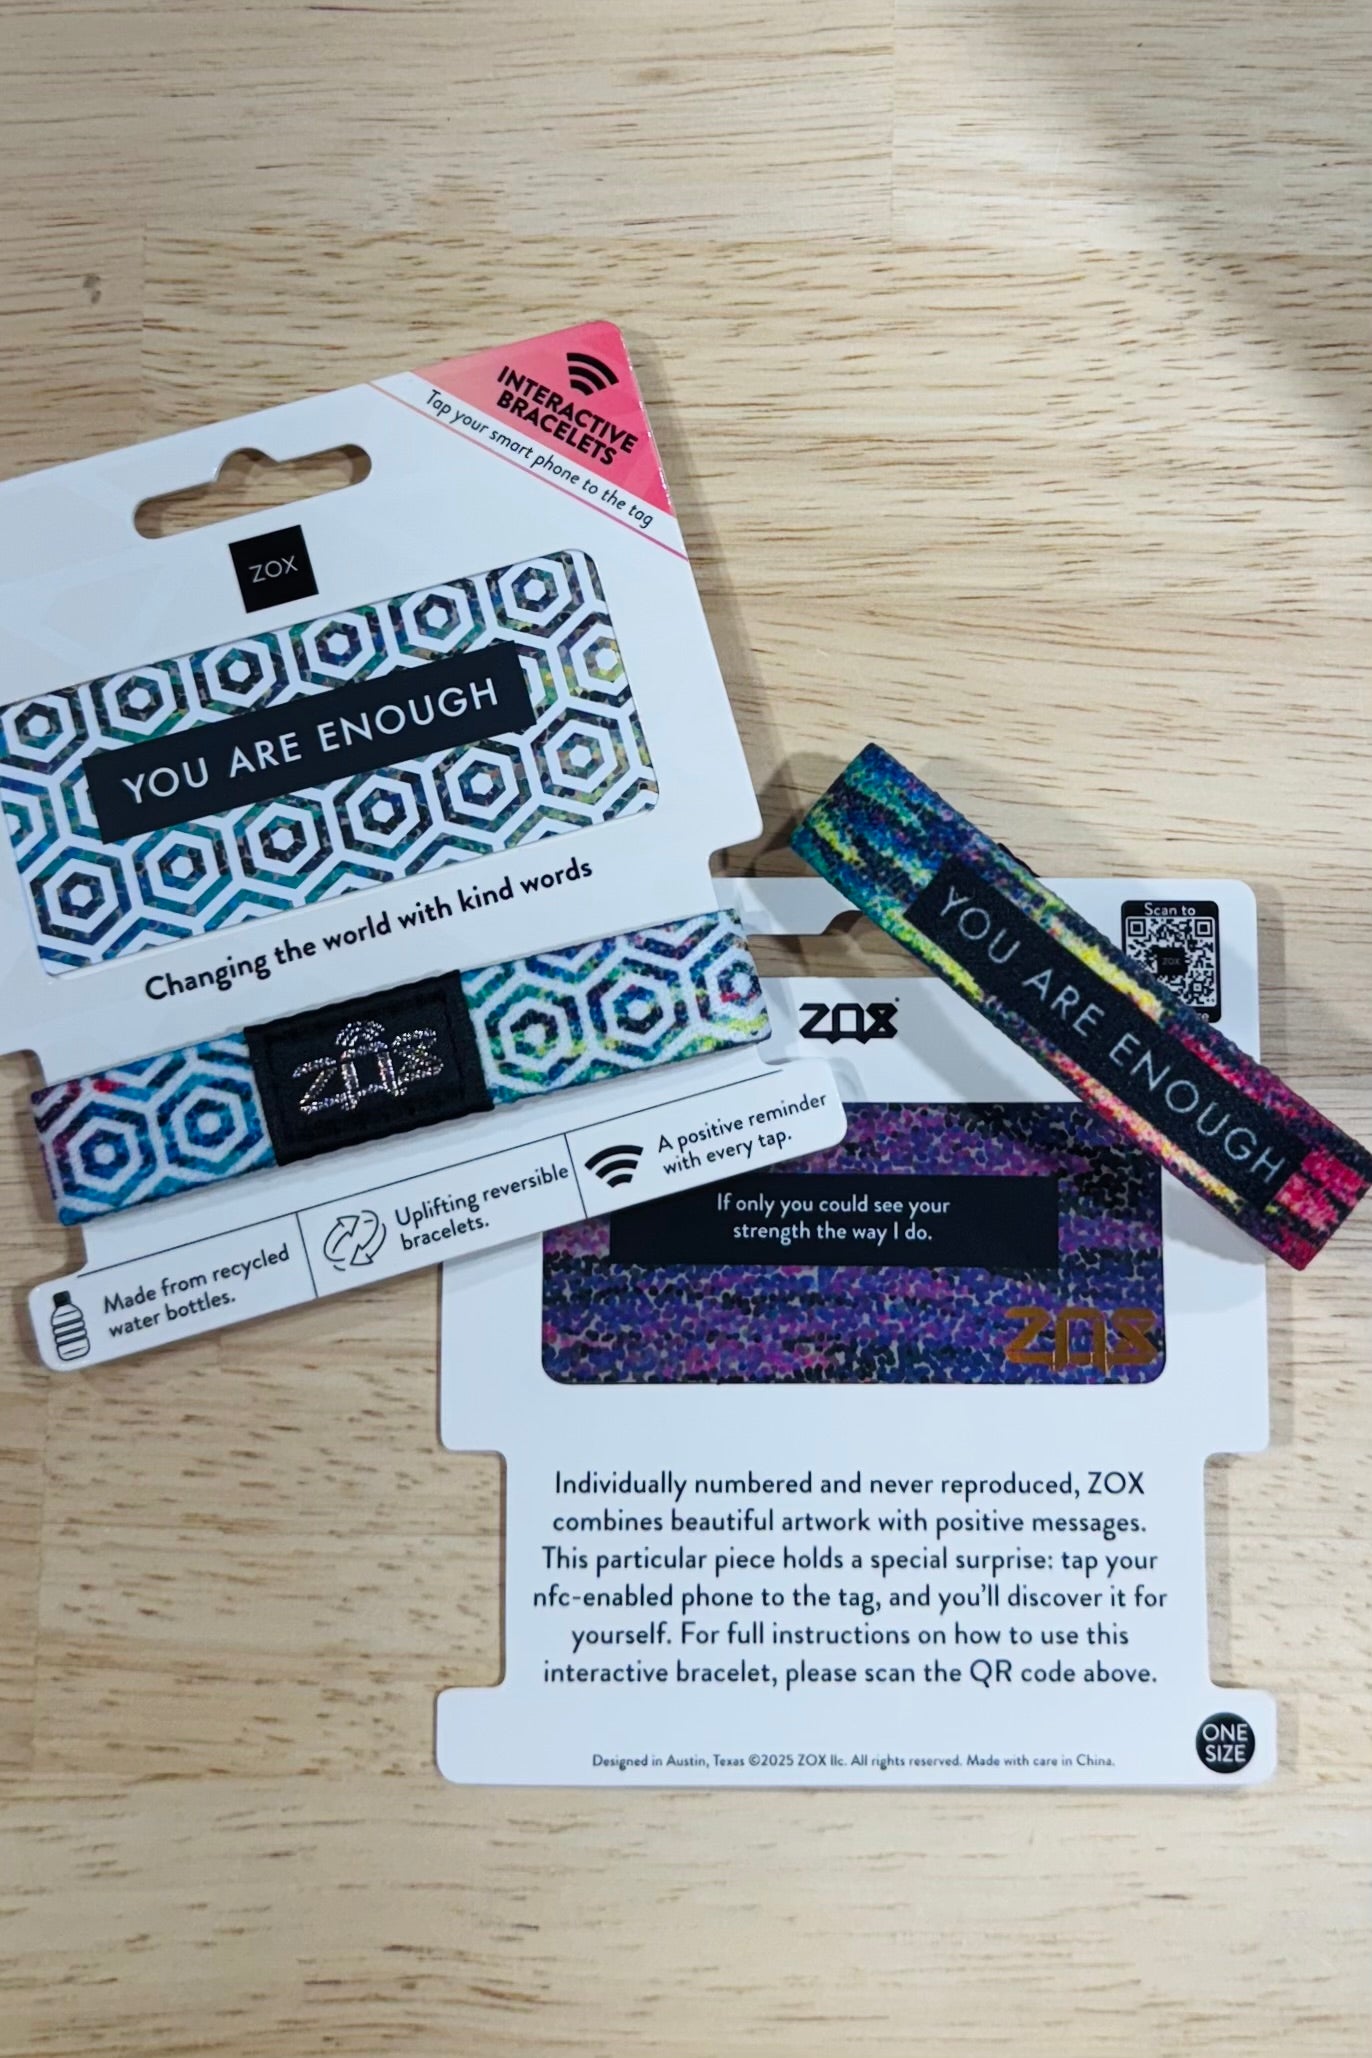 INTERACTIVE
BRACELETS
Tap your smart phone to the tag
ZOX
YOU ARE ENOUGH
Changing the world with kind words
ZOX
Made from recycled
water bottles.
Uplifting reversible
bracelets.
A positive reminder
with every tap.
YOU ARE ENOUGH
Scan to
ZOX
ZOX
If only you could see your
strength the way I do.
ZOX
Individually numbered and never reproduced, ZOX
combines beautiful artwork with positive messages.
This particular piece holds a special surprise: tap your
nfc-enabled phone to the tag, and you'll discover it for
yourself. For full instructions on how to use this
interactive bracelet, please scan the QR code above.
Designed in Austin, Texas ©2025 ZOX llc. All rights reserved. Made with care in China.
ONE
SIZE